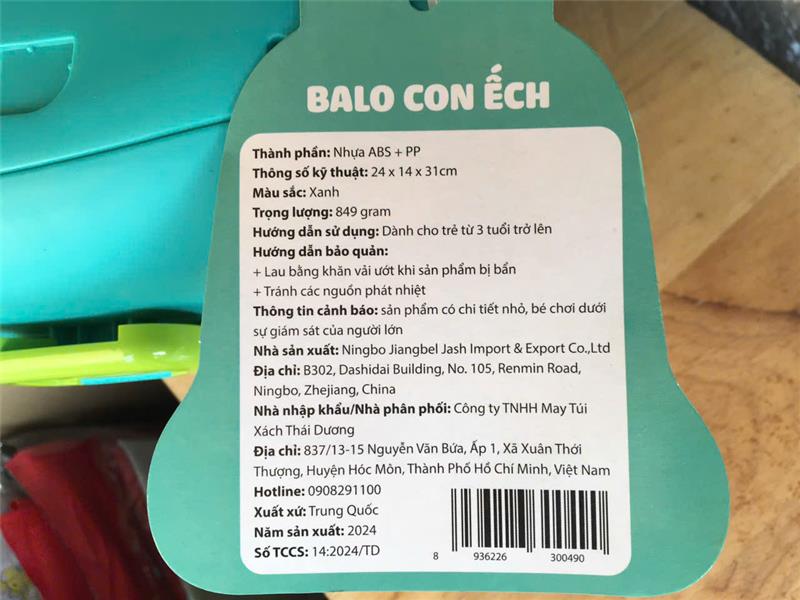 BALO CON ẾCH
Thành phần: Nhựa ABS + PP
Thông số kỹ thuật: 24 x 14 x 31cm
Màu sắc: Xanh
Trọng lượng: 849 gram
Hướng dẫn sử dụng: Dành cho trẻ từ 3 tuổi trở lên
Hướng dẫn bảo quản:
+ Lau bằng khăn vải ướt khi sản phẩm bị bẩn
+ Tránh các nguồn phát nhiệt
Thông tin cảnh báo: sản phẩm có chi tiết nhỏ, bé chơi dưới
sự giám sát của người lớn
Nhà sản xuất: Ningbo Jiangbel Jash Import & Export Co.,Ltd
Địa chỉ: B302, Dashidai Building, No. 105, Renmin Road,
Ningbo, Zhejiang, China
Nhà nhập khẩu/Nhà phân phối: Công ty TNHH May Túi
Xách Thái Dương
Địa chỉ: 837/13-15 Nguyễn Văn Bứa, Ấp 1, Xã Xuân Thới
Thượng, Huyện Hóc Môn, Thành Phố Hồ Chí Minh, Việt Nam
Hotline: 0908291100
Xuất xứ: Trung Quốc
Năm sản xuất: 2024
Số TCCS: 14:2024/TD
8 936226 300490